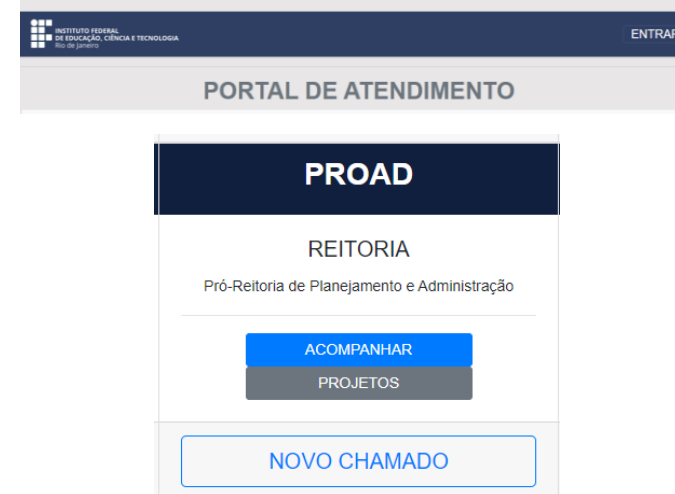 INSTITUTO FEDERAL
DE EDUCAÇÃO, CIÊNCIA E TECNOLOGIA
Rio de Janeiro
ENTRAR
PORTAL DE ATENDIMENTO
PROAD
REITORIA
Pró-Reitoria de Planejamento e Administração
ACOMPANHAR
PROJETOS
NOVO CHAMADO